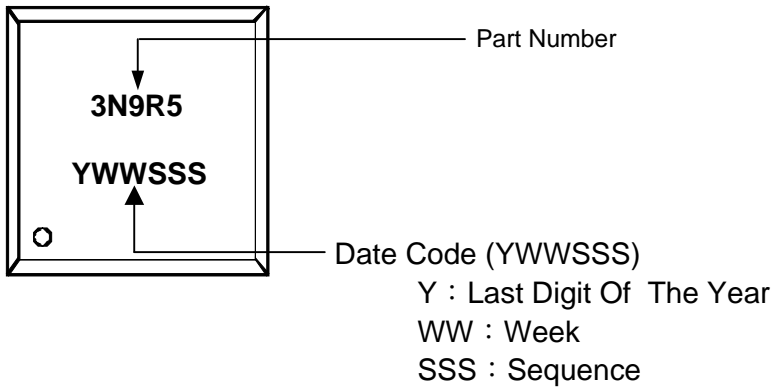 Part Number
3N9R5
YWWSSS
Date Code (YWWSSS)
Y：Last Digit Of The Year
WW：Week
SSS：Sequence